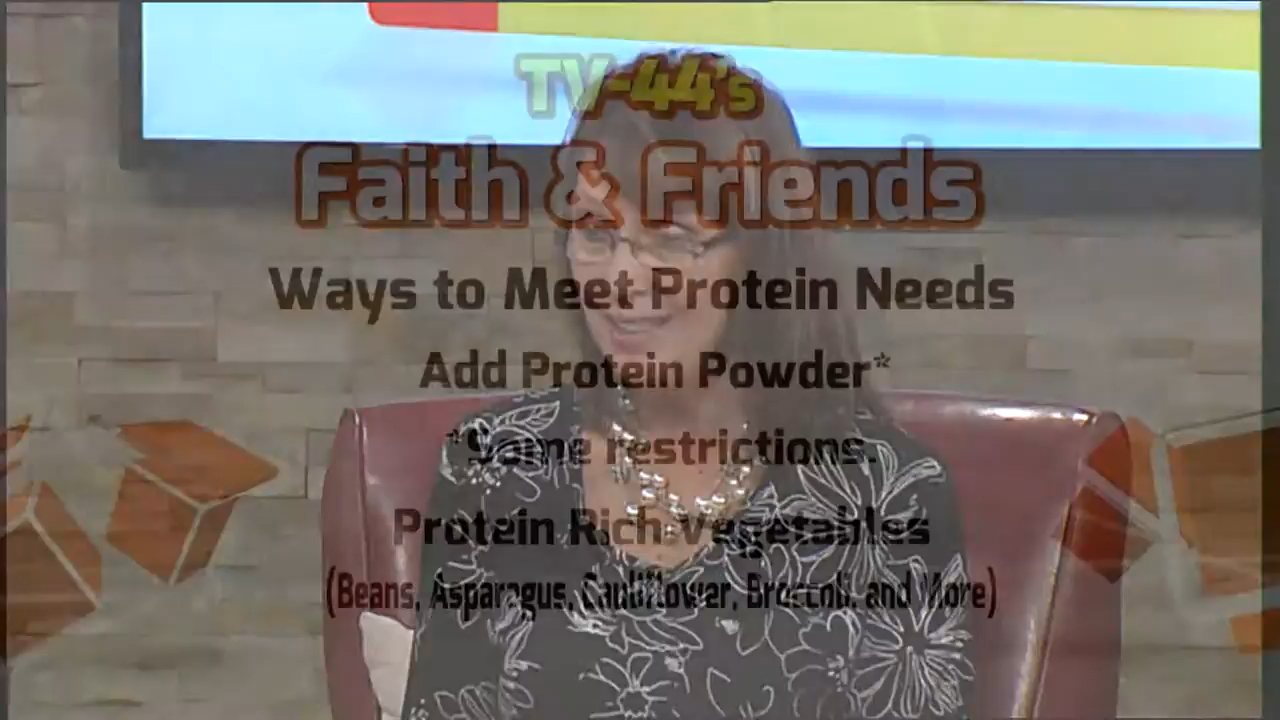 TV-44's
Faith & Friends
Ways to Meet Protein Needs
Add Protein Powder*
*Some restrictions.
Protein Rich Vegetables
(Beans, Asparagus, Cauliflower, Broccoli, and More)